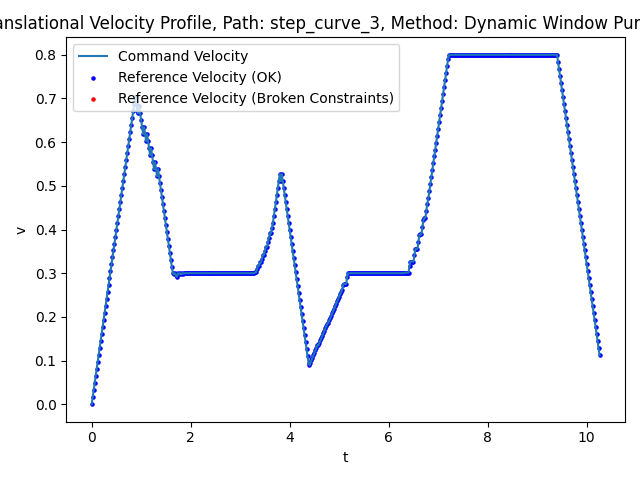 anslational Velocity Profile, Path: step_curve_3, Method: Dynamic Window Pur
Command Velocity
Reference Velocity (OK)
Reference Velocity (Broken Constraints)
v
0.8
0.7
0.6
0.5
0.4
0.3
0.2
0.1
0.0
0 2 4 6 8 10
t